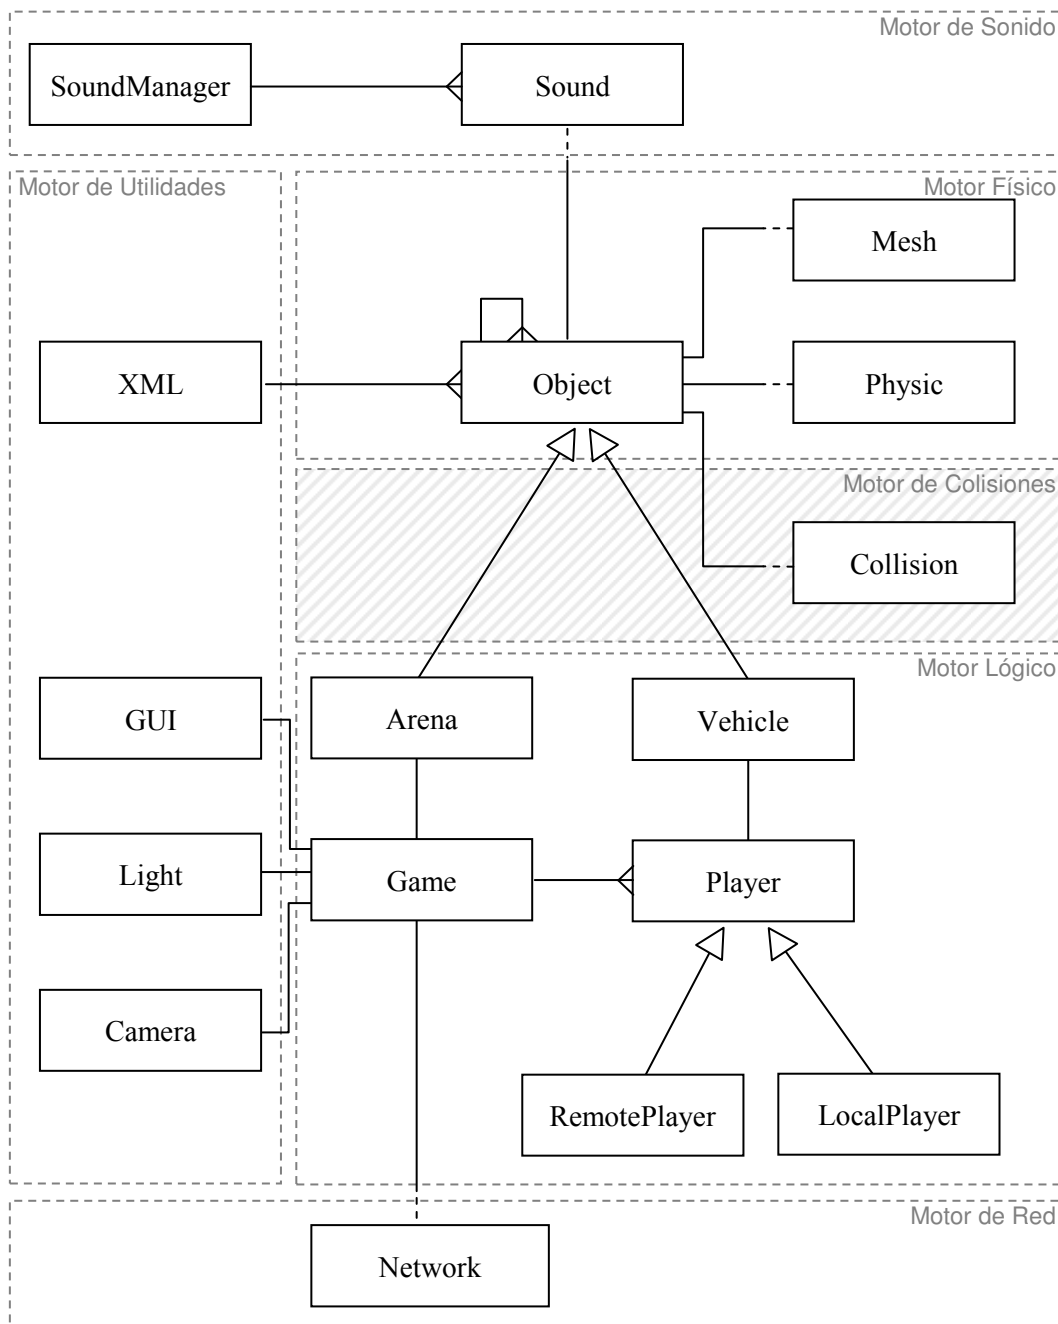 Motor de Sonido
SoundManager
Sound
Motor de Utilidades
Motor Físico
Mesh
XML
Object
Physic
Motor de Colisiones
Collision
Motor Lógico
GUI
Arena
Vehicle
Light
Game
Player
Camera
RemotePlayer
LocalPlayer
Motor de Red
Network